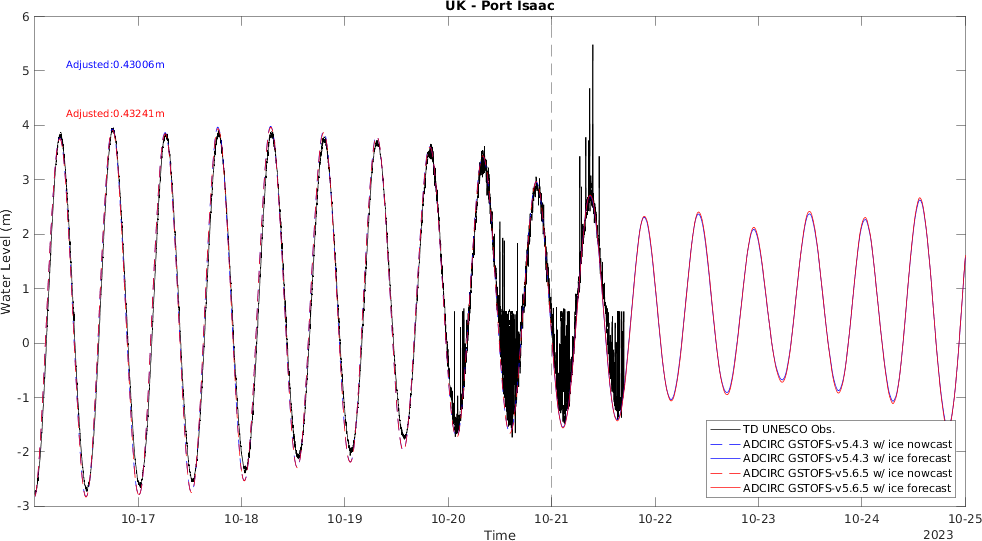 UK - Port Isaac
6
5
4
3
2
1
0
-1
-2
-3
Water Level (m)
Adjusted:0.43006m
Adjusted:0.43241m
TD UNESCO Obs.
ADCIRC GSTOFS-v5.4.3 w/ ice nowcast
ADCIRC GSTOFS-v5.4.3 w/ ice forecast
ADCIRC GSTOFS-v5.6.5 w/ ice nowcast
ADCIRC GSTOFS-v5.6.5 w/ ice forecast
10-17 10-18 10-19 10-20 10-21 10-22 10-23 10-24 10-25
Time
2023